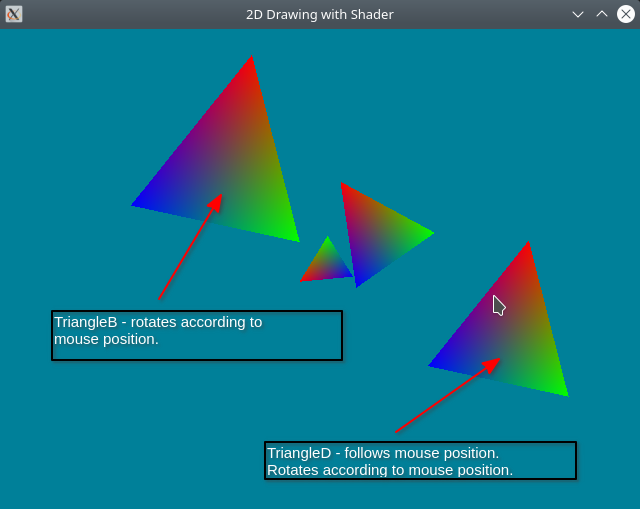 2D Drawing with Shader
TriangleB - rotates according to
mouse position.
TriangleD - follows mouse position.
Rotates according to mouse position.